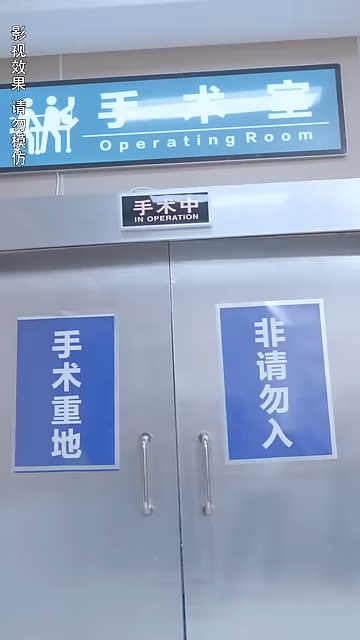 影视效果 请勿模仿
手术室
Operating Room
手术中
IN OPERATION
手术重地
非请勿入